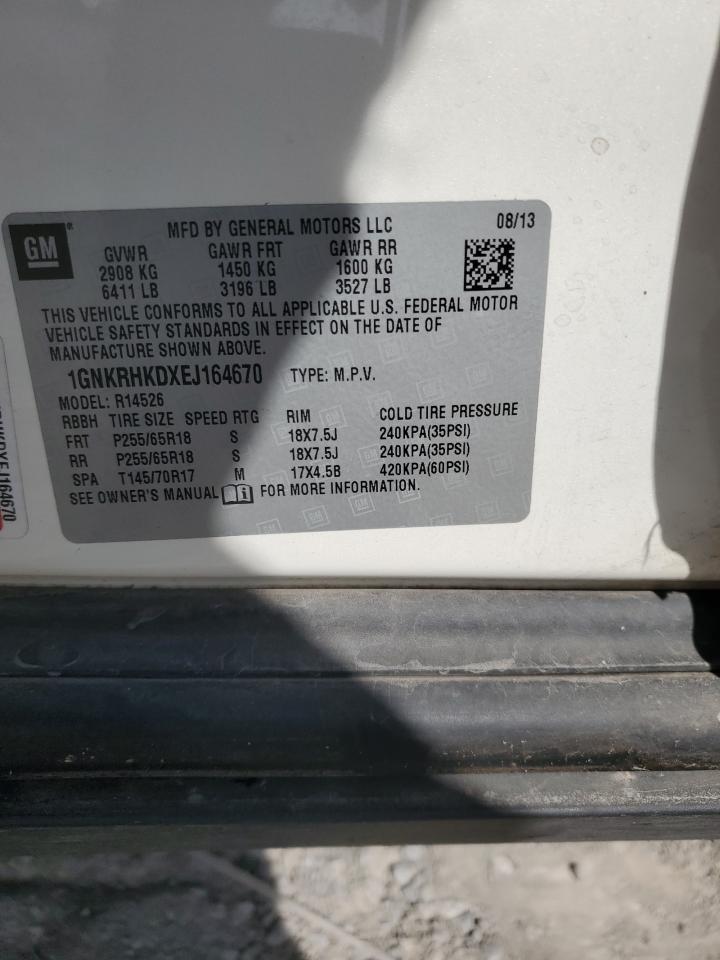 GM
MFD BY GENERAL MOTORS LLC 08/13
GVWR GAWR FRT GAWR RR
2908 KG 1450 KG 1600 KG
6411 LB 3196 LB 3527 LB
THIS VEHICLE CONFORMS TO ALL APPLICABLE U.S. FEDERAL MOTOR
VEHICLE SAFETY STANDARDS IN EFFECT ON THE DATE OF
MANUFACTURE SHOWN ABOVE.
1GNKRHKDXEJ164670 TYPE: M.P.V.
MODEL: R14526
RBBH TIRE SIZE SPEED RTG RIM COLD TIRE PRESSURE
FRT P255/65R18 S 18X7.5J 240KPA(35PSI)
RR P255/65R18 S 18X7.5J 240KPA(35PSI)
SPA T145/70R17 M 17X4.5B 420KPA(60PSI)
SEE OWNER'S MANUAL FOR MORE INFORMATION.